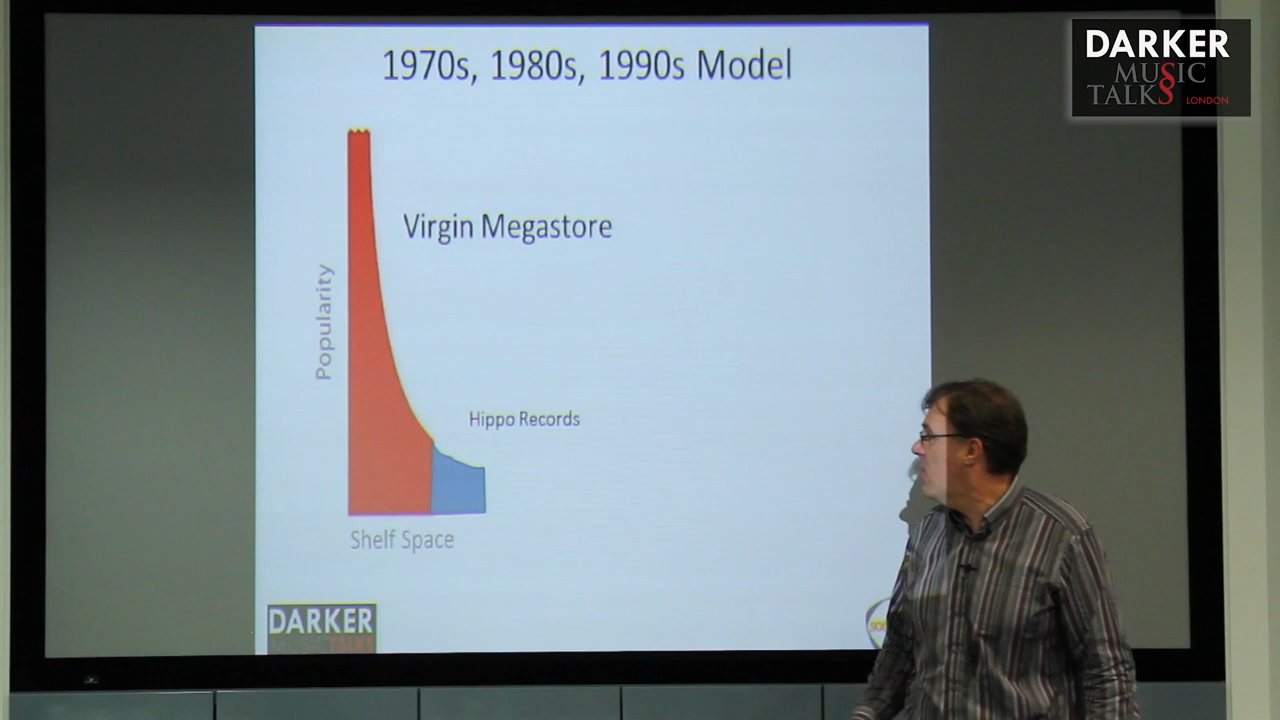 1970s, 1980s, 1990s Model
DARKER
MUSIC
TALKS LONDON
Virgin Megastore
Popularity
Hippo Records
Shelf Space
DARKER